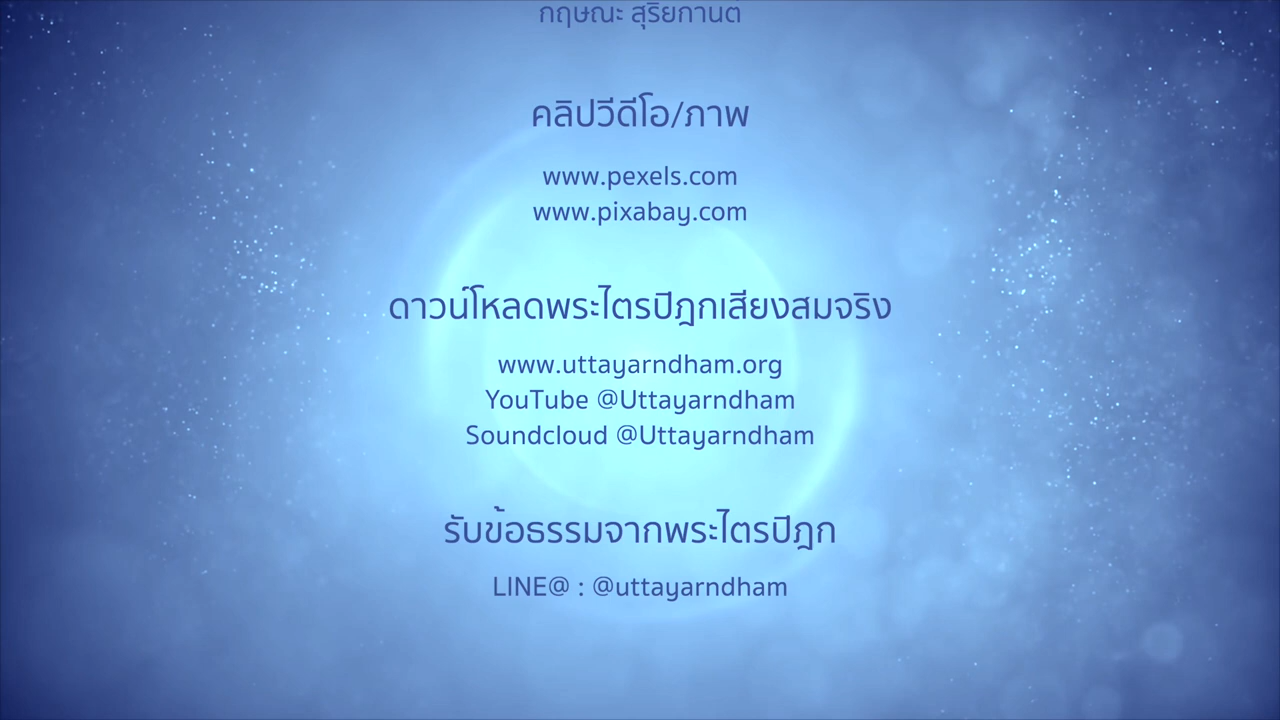 กฤษณะ สุริยกานต
คลิปวีดีโอ/ภาพ
www.pexels.com
www.pixabay.com
ดาวน์โหลดพระไตรปิฎกเสียงสมจริง
www.uttayarndham.org
YouTube @Uttayarndham
Soundcloud @Uttayarndham
รับข้อธรรมจากพระไตรปิฎก
LINE@ : @uttayarndham